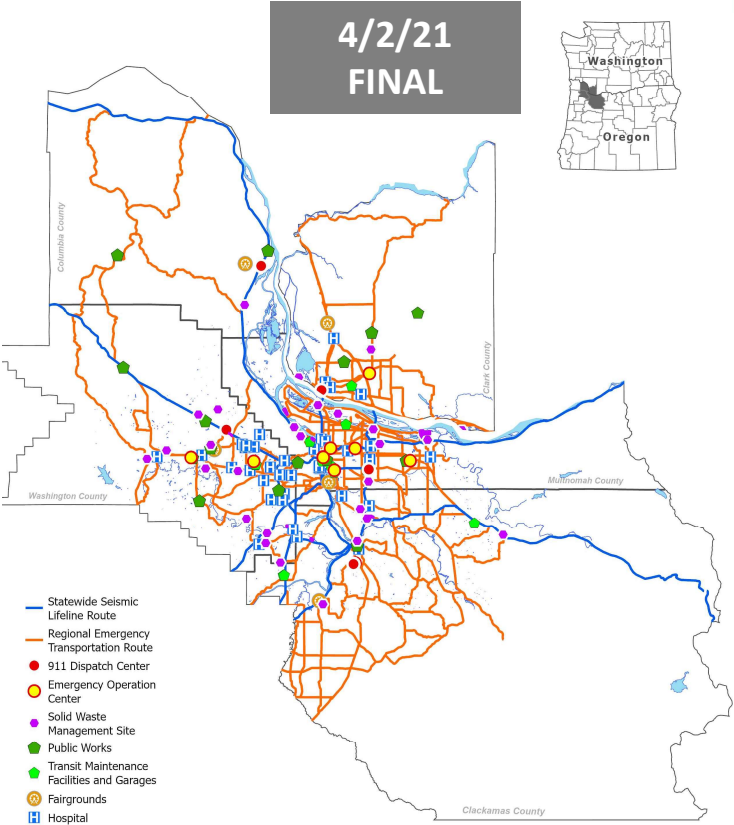 4/2/21
FINAL
Washington
Oregon
Columbia County
Clark County
Washington County
Multnomah County
Clackamas County
Statewide Seismic
Lifeline Route
Regional Emergency
Transportation Route
911 Dispatch Center
Emergency Operation
Center
Solid Waste
Management Site
Public Works
Transit Maintenance
Facilities and Garages
Fairgrounds
H Hospital